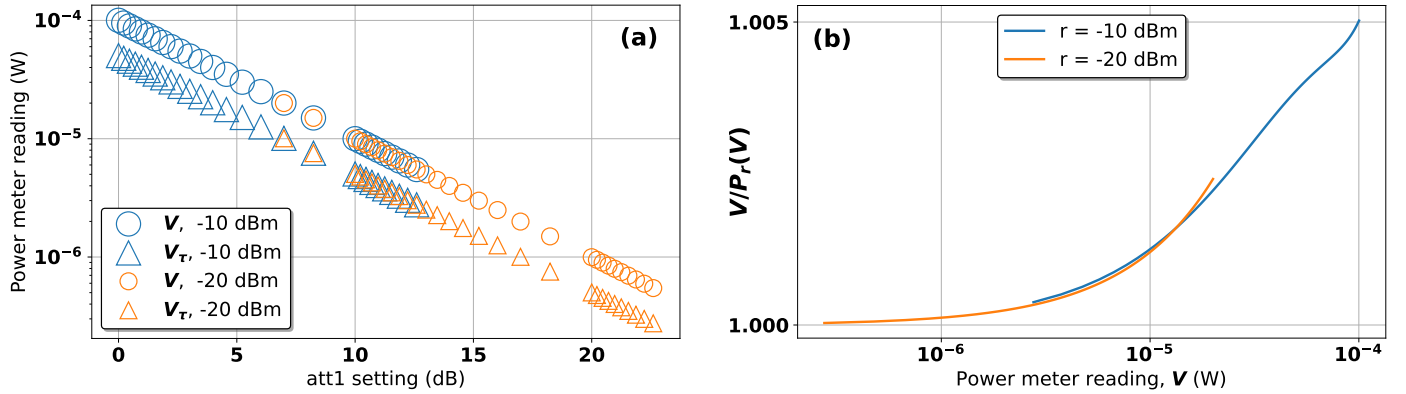 (a)
Power meter reading (W)
10⁻⁴
10⁻⁵
10⁻⁶
V, -10 dBm
Vτ, -10 dBm
V, -20 dBm
Vτ, -20 dBm
0 5 10 15 20
att1 setting (dB)
(b)
V/Pr(V)
1.005
1.000
r = -10 dBm
r = -20 dBm
10⁻⁶ 10⁻⁵ 10⁻⁴
Power meter reading, V (W)